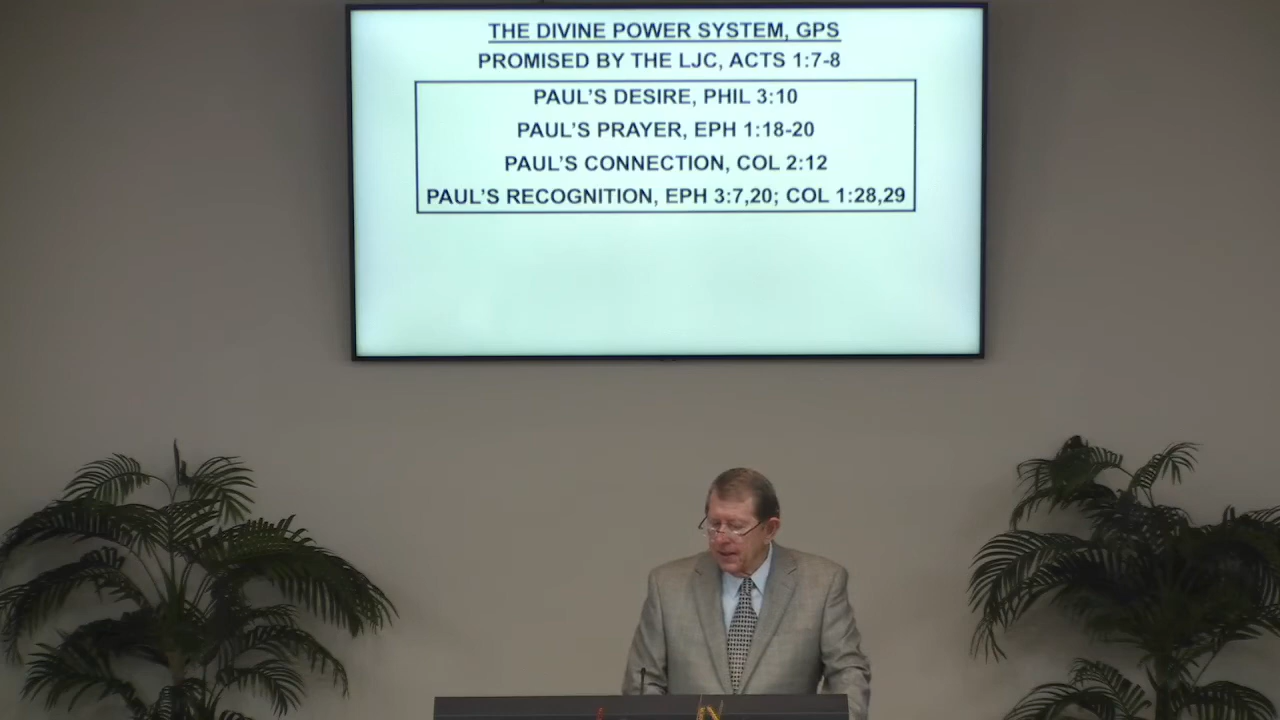 THE DIVINE POWER SYSTEM, GPS
PROMISED BY THE LJC, ACTS 1:7-8
PAUL'S DESIRE, PHIL 3:10
PAUL'S PRAYER, EPH 1:18-20
PAUL'S CONNECTION, COL 2:12
PAUL'S RECOGNITION, EPH 3:7,20; COL 1:28,29